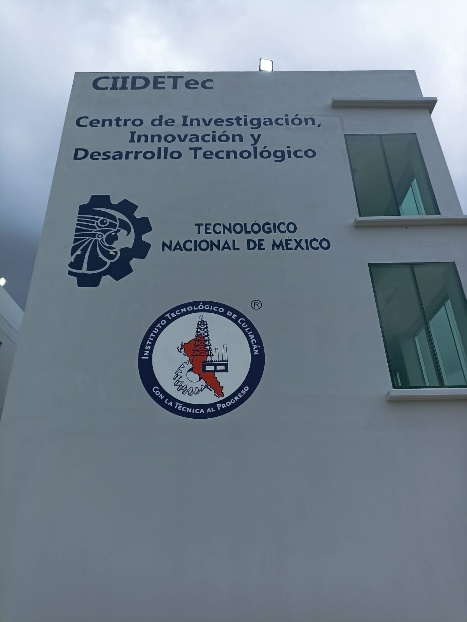 CIIDETec
Centro de Investigación,
Innovación y
Desarrollo Tecnológico
TECNOLÓGICO
NACIONAL DE MÉXICO
®
INSTITUTO TECNOLÓGICO DE CULIACÁN
CON LA TÉCNICA AL PROGRESO